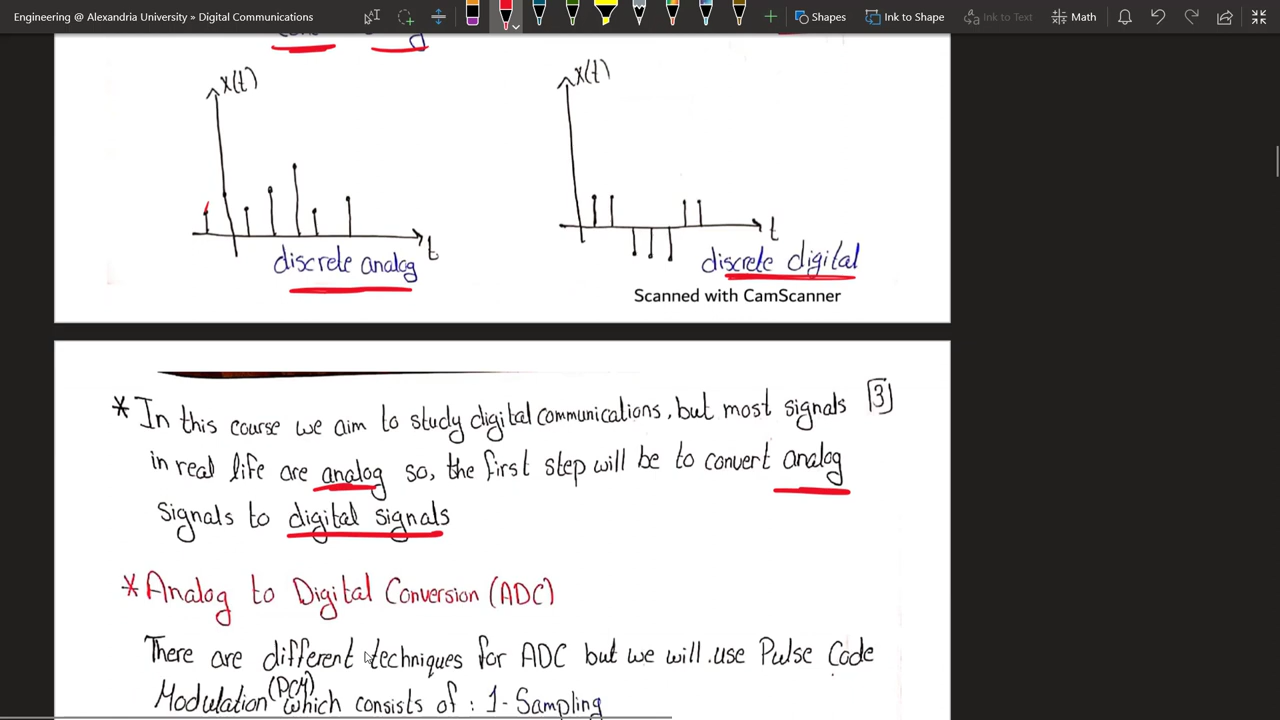 Engineering @ Alexandria University » Digital Communications
Shapes
Ink to Shape
Ink to Text
Math
x(t)
x(t)
t
t
discrete analog
discrete digital
Scanned with CamScanner
* In this course we aim to study digital communications, but most signals
3
in real life are analog so, the first step will be to convert analog
signals to digital signals
* Analog to Digital Conversion (ADC)
There are different techniques for ADC but we will use Pulse Code
Modulation (PCM) which consists of : 1- Sampling